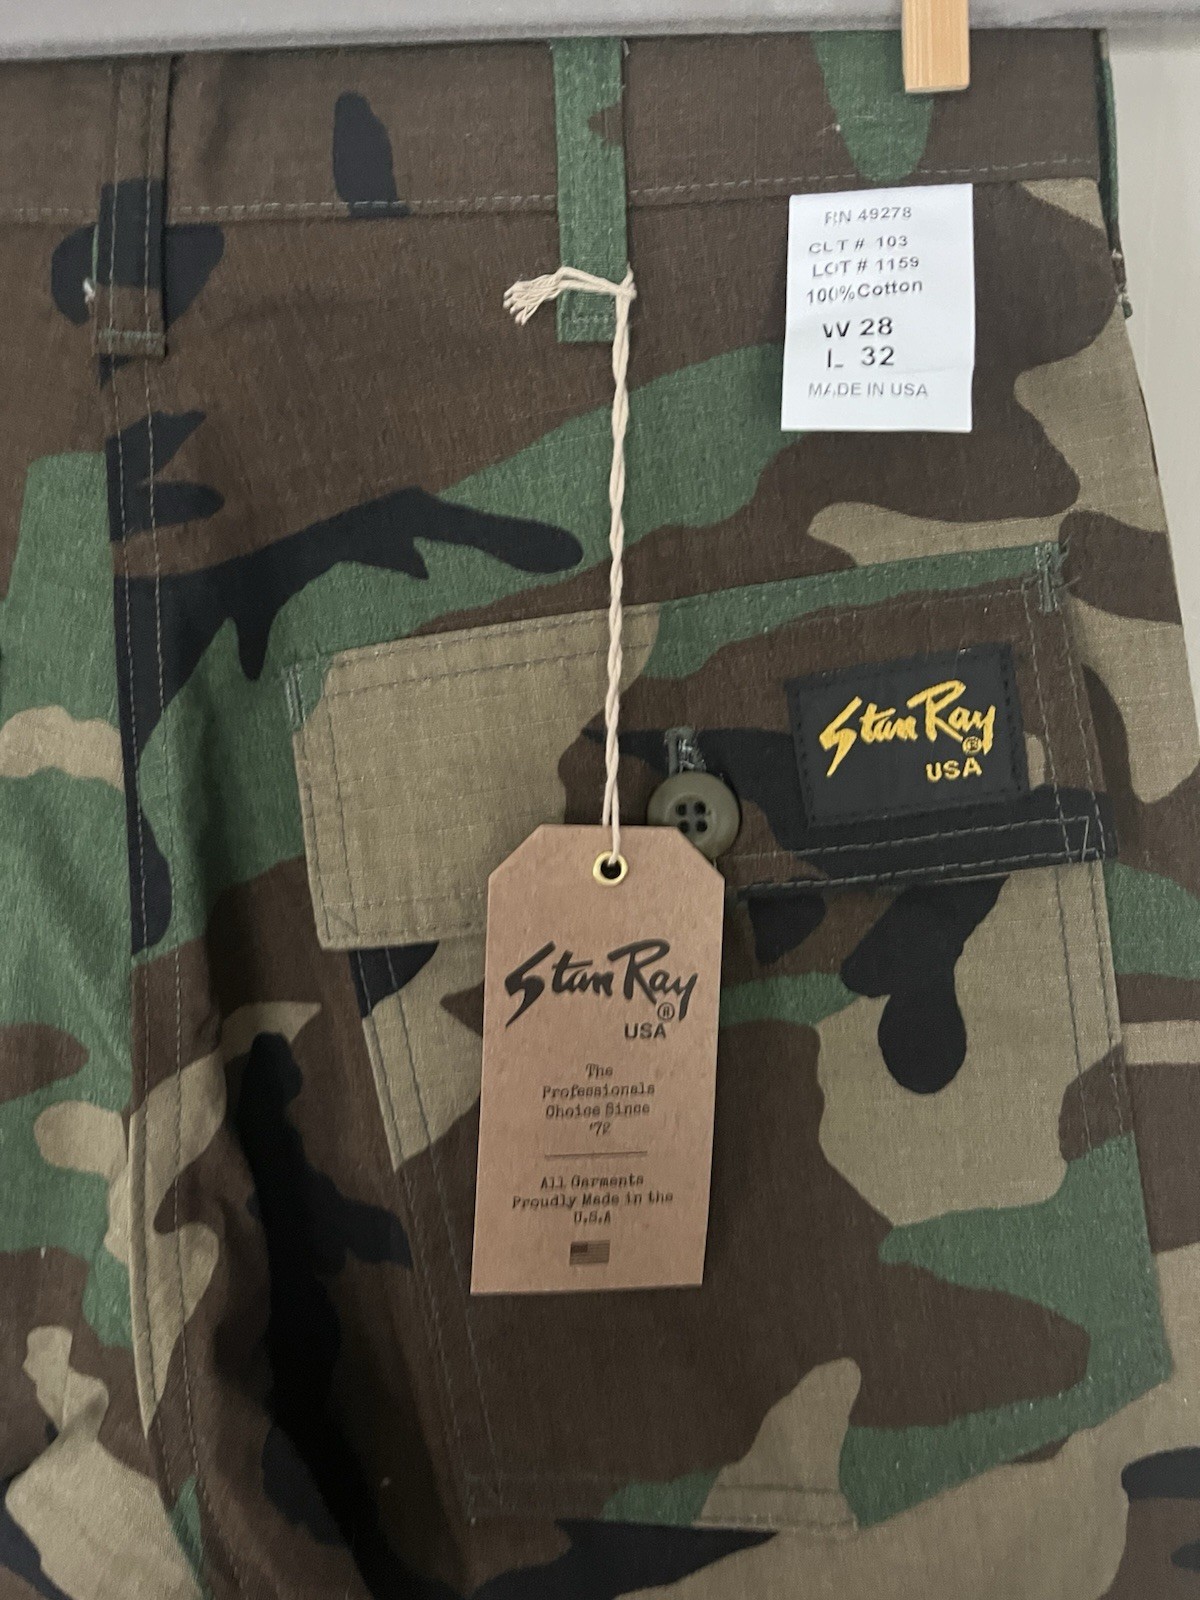 RN 49278
CLT # 103
LOT # 1159
100%Cotton
W 28
L 32
MADE IN USA
Stan Ray
®
USA
Stan Ray
®
USA
The
Professionals
Choice Since
'72
All Garments
Proudly Made in the
U.S.A